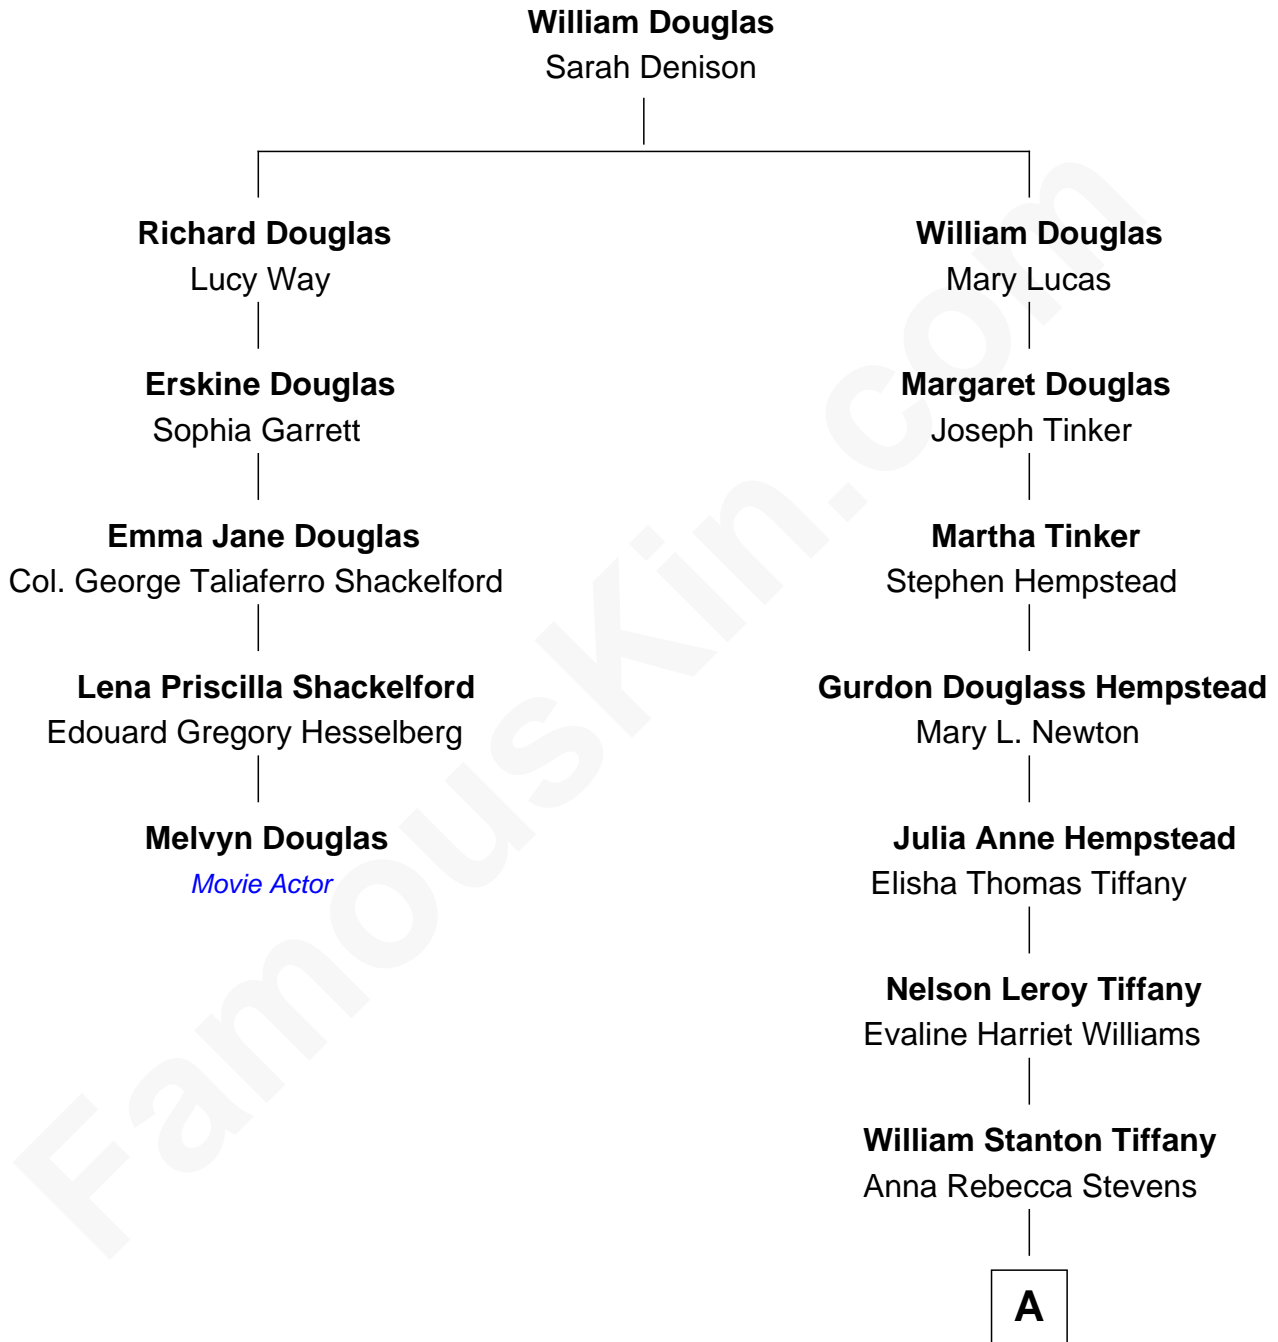 William Douglas
Sarah Denison
Richard Douglas
Lucy Way
Erskine Douglas
Sophia Garrett
Emma Jane Douglas
Col. George Taliaferro Shackelford
Lena Priscilla Shackelford
Edouard Gregory Hesselberg
Melvyn Douglas
Movie Actor
William Douglas
Mary Lucas
Margaret Douglas
Joseph Tinker
Martha Tinker
Stephen Hempstead
Gurdon Douglass Hempstead
Mary L. Newton
Julia Anne Hempstead
Elisha Thomas Tiffany
Nelson Leroy Tiffany
Evaline Harriet Williams
William Stanton Tiffany
Anna Rebecca Stevens
A
FamousKin.com